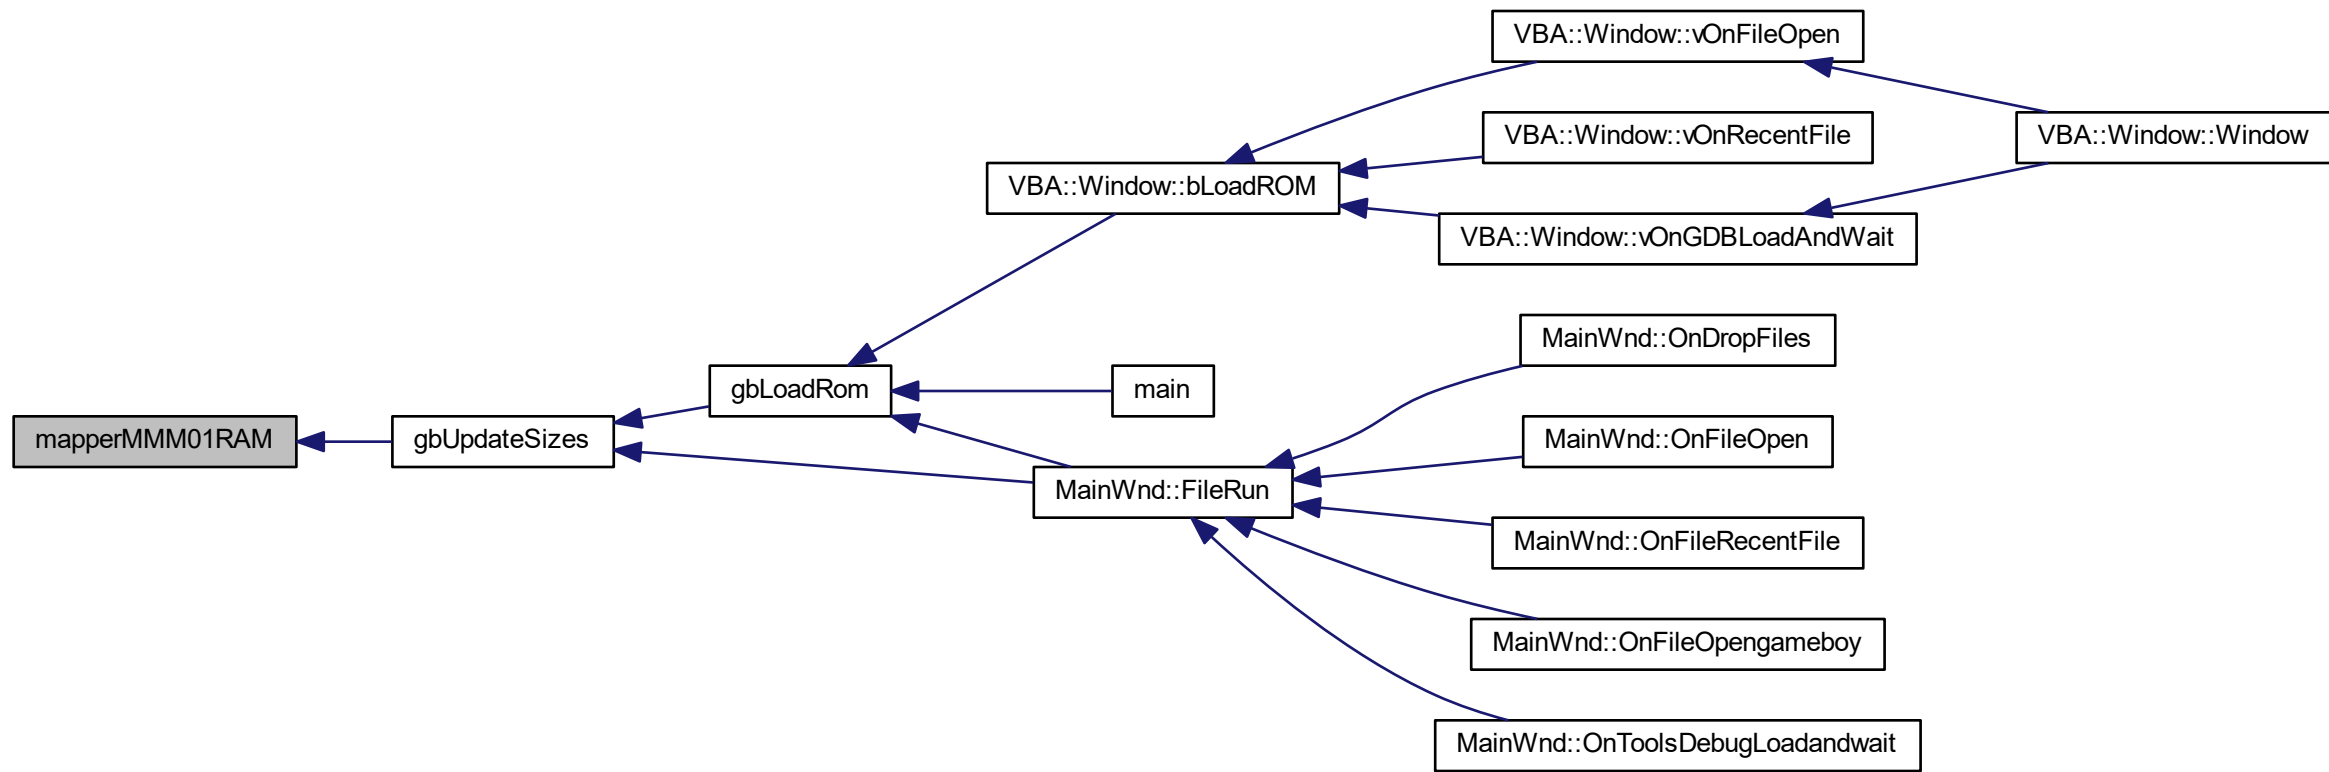 VBA::Window::vOnFileOpen
VBA::Window::vOnRecentFile
VBA::Window::Window
VBA::Window::bLoadROM
VBA::Window::vOnGDBLoadAndWait
MainWnd::OnDropFiles
gbLoadRom
main
mapperMMM01RAM
gbUpdateSizes
MainWnd::OnFileOpen
MainWnd::FileRun
MainWnd::OnFileRecentFile
MainWnd::OnFileOpengameboy
MainWnd::OnToolsDebugLoadandwait